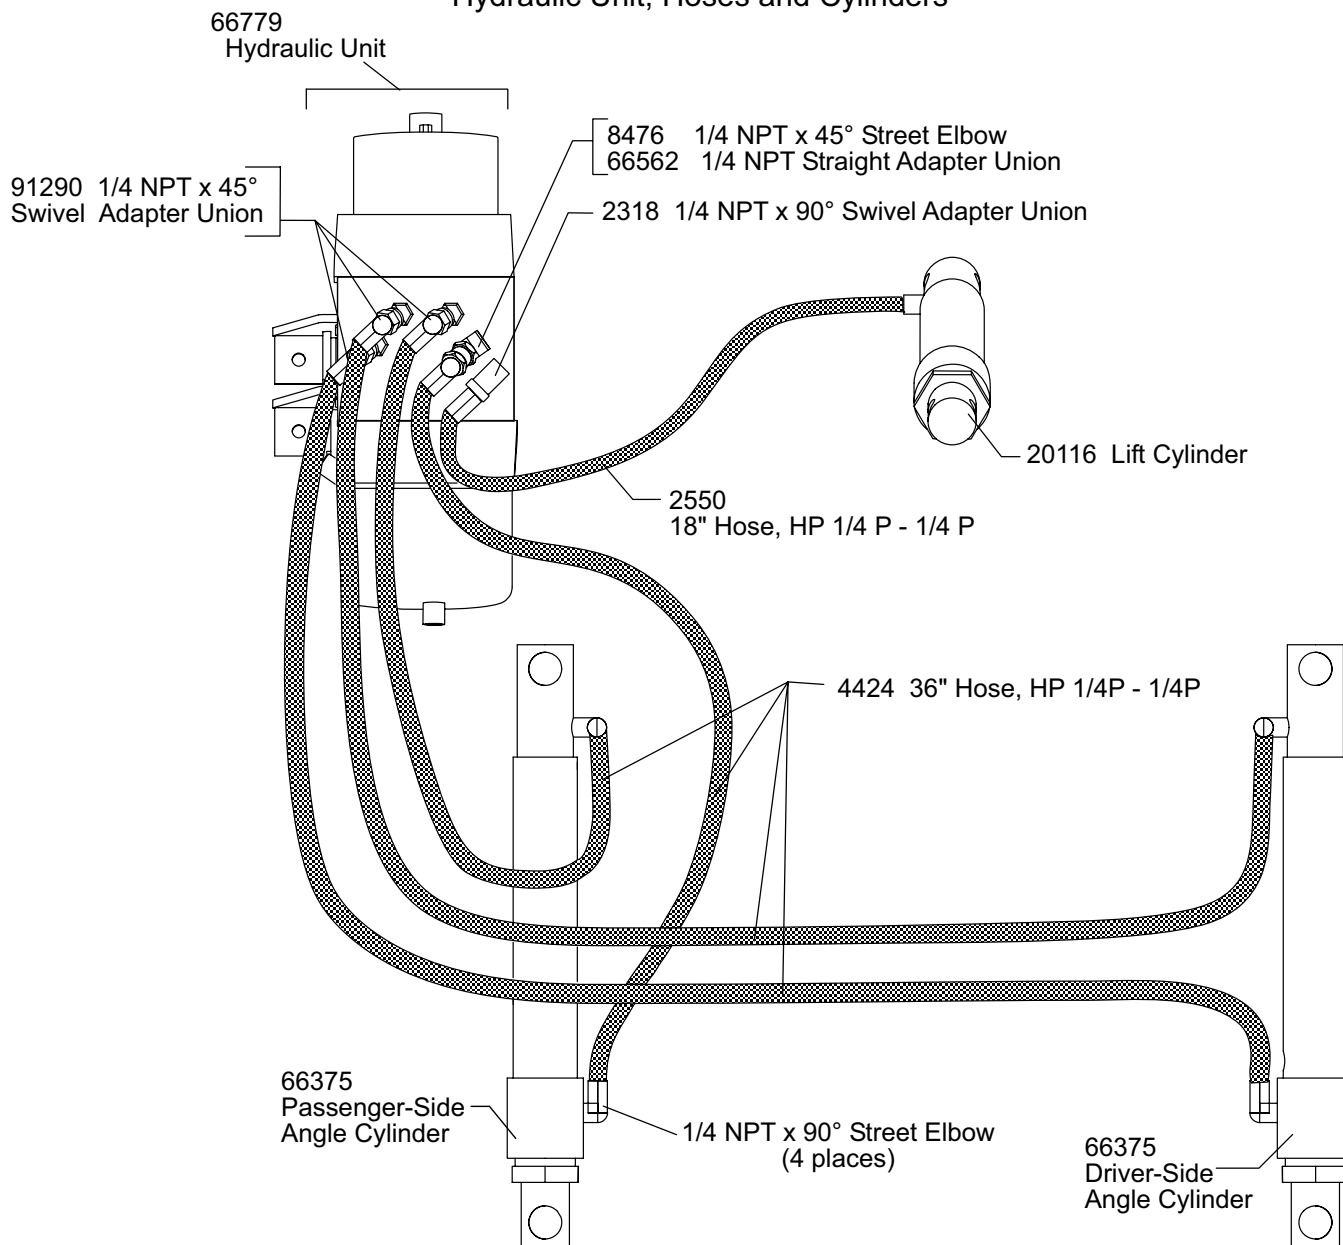 Hydraulic Unit, Hoses and Cylinders
66779
Hydraulic Unit
8476 1/4 NPT x 45° Street Elbow
66562 1/4 NPT Straight Adapter Union
91290 1/4 NPT x 45°
Swivel Adapter Union
2318 1/4 NPT x 90° Swivel Adapter Union
20116 Lift Cylinder
2550
18" Hose, HP 1/4 P - 1/4 P
4424 36" Hose, HP 1/4P - 1/4P
66375
Passenger-Side
Angle Cylinder
1/4 NPT x 90° Street Elbow
(4 places)
66375
Driver-Side
Angle Cylinder